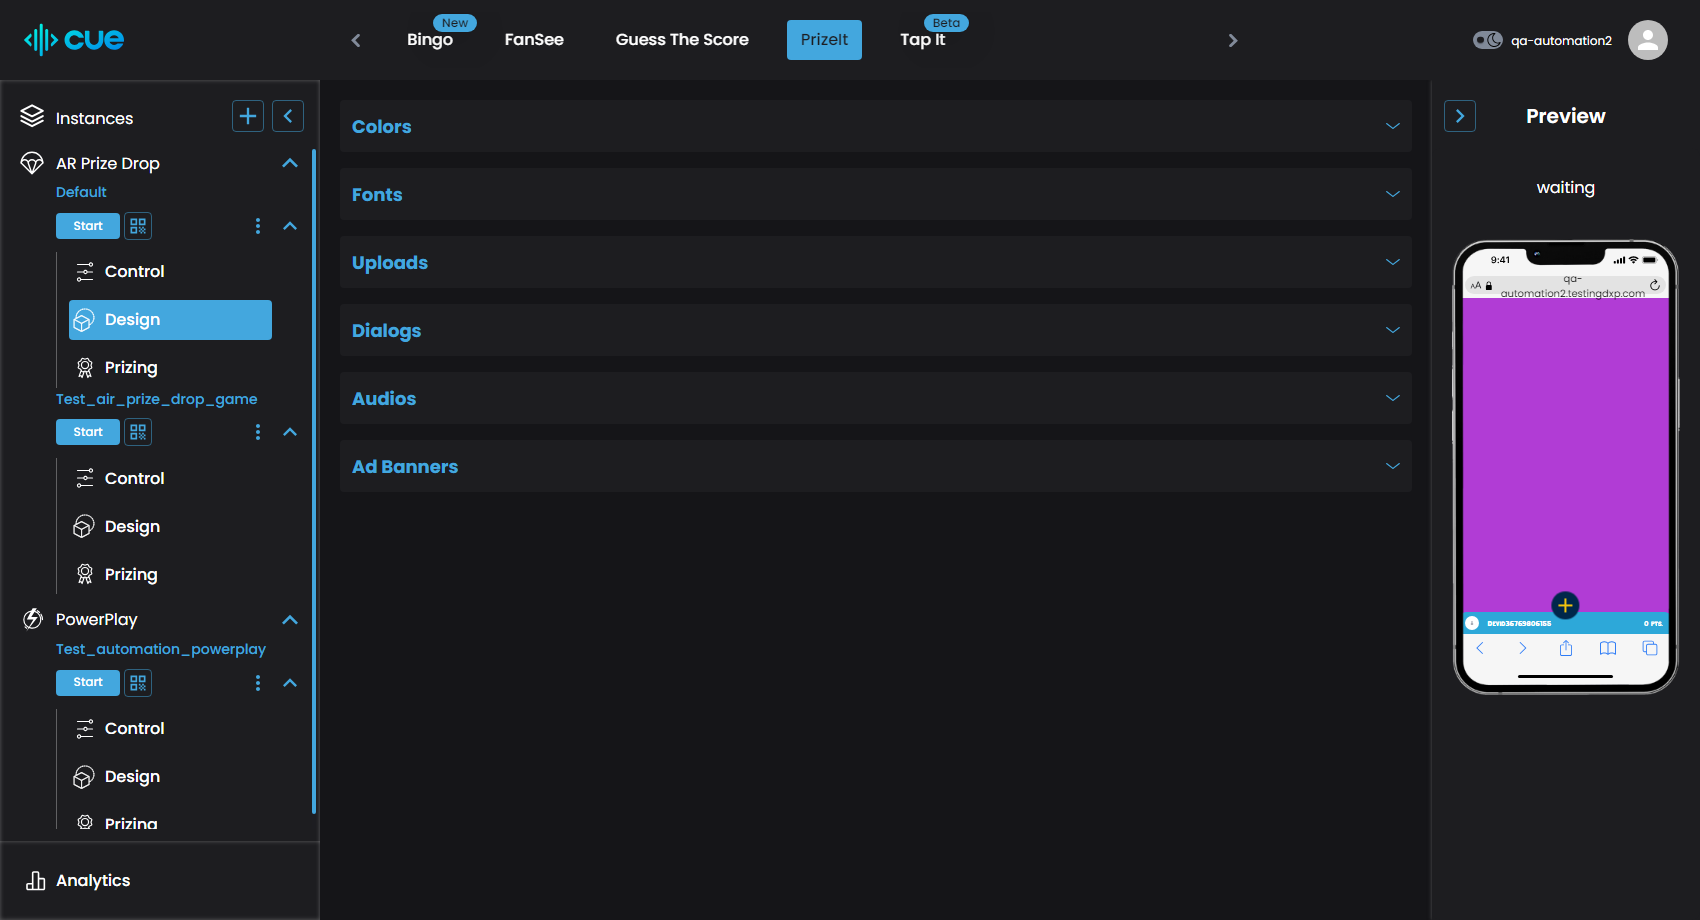 cue
Bingo
New
FanSee
Guess The Score
PrizeIt
Tap It
Beta
qa-automation2
Instances
AR Prize Drop
Default
Start
Control
Design
Prizing
Test_air_prize_drop_game
Start
Control
Design
Prizing
PowerPlay
Test_automation_powerplay
Start
Control
Design
Prizing
Analytics
Colors
Fonts
Uploads
Dialogs
Audios
Ad Banners
Preview
waiting
9:41
AA
qa-
automation2.testingdxp.com
0 PTS.